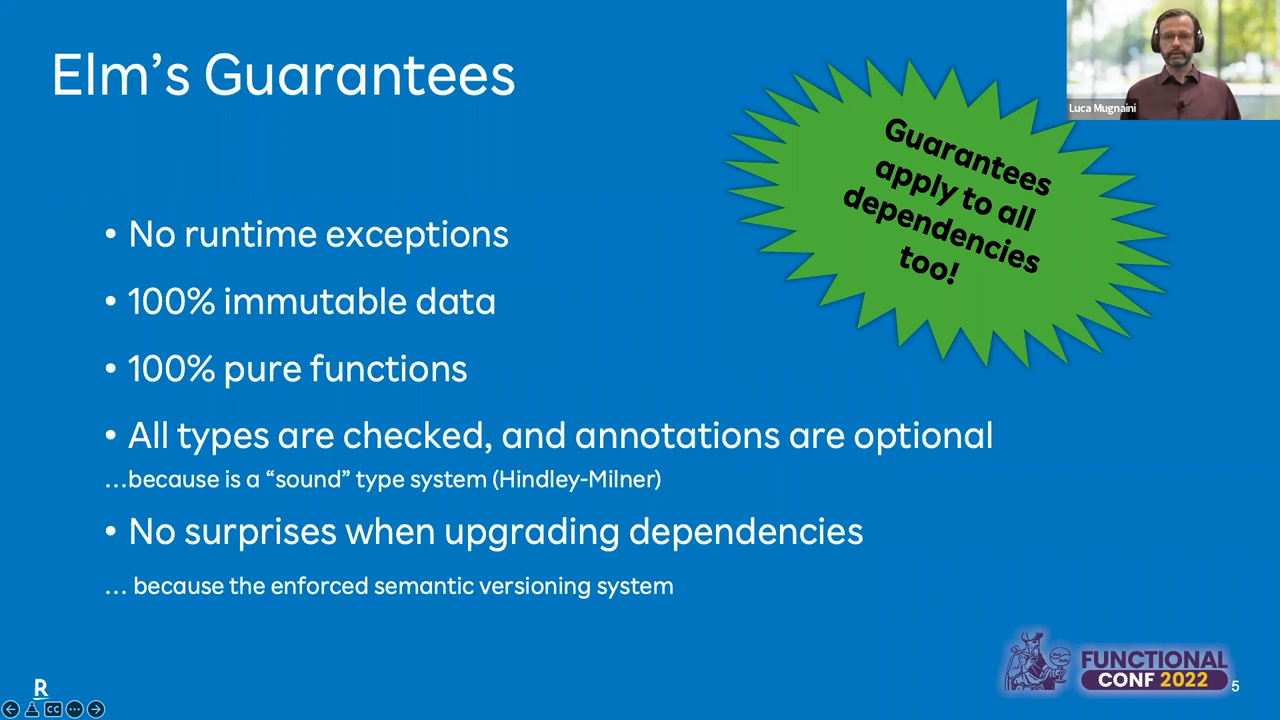 Elm’s Guarantees
Luca Mugnaini
Guarantees
apply to all
dependencies
too!
• No runtime exceptions
• 100% immutable data
• 100% pure functions
• All types are checked, and annotations are optional
...because is a “sound” type system (Hindley-Milner)
• No surprises when upgrading dependencies
... because the enforced semantic versioning system
FUNCTIONAL
CONF 2022
5
R
CC